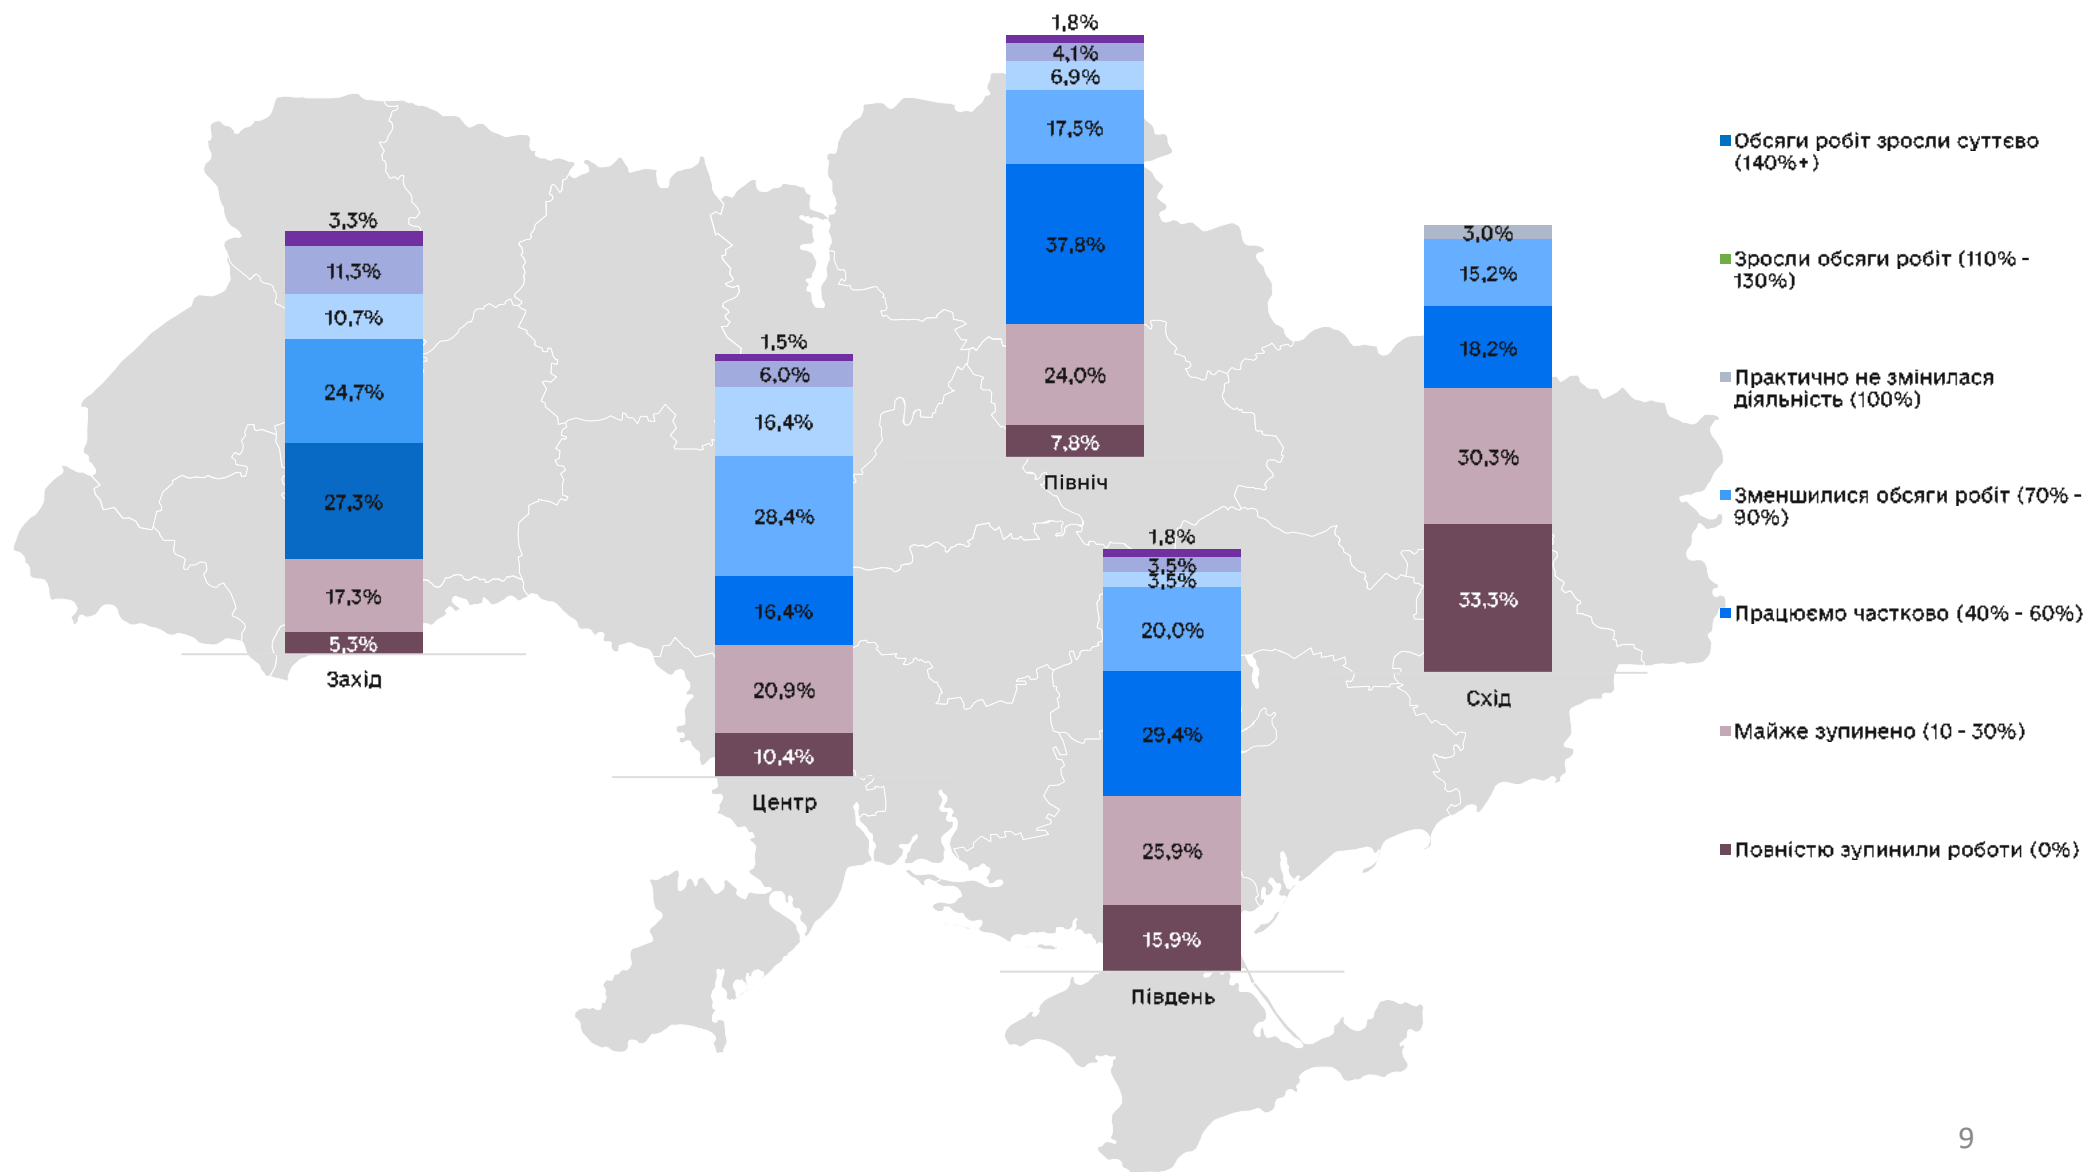 3,3%
11,3%
10,7%
24,7%
27,3%
17,3%
5,3%
Захід
1,5%
6,0%
16,4%
28,4%
16,4%
20,9%
10,4%
Центр
1,8%
4,1%
6,9%
17,5%
37,8%
24,0%
7,8%
Північ
1,8%
3,5%
3,5%
20,0%
29,4%
25,9%
15,9%
Південь
3,0%
15,2%
18,2%
30,3%
33,3%
Схід
Обсяги робіт зросли суттєво
(140%+)
Зросли обсяги робіт (110% -
130%)
Практично не змінилася
діяльність (100%)
Зменшилися обсяги робіт (70% -
90%)
Працюємо частково (40% - 60%)
Майже зупинено (10 - 30%)
Повністю зупинили роботи (0%)
9